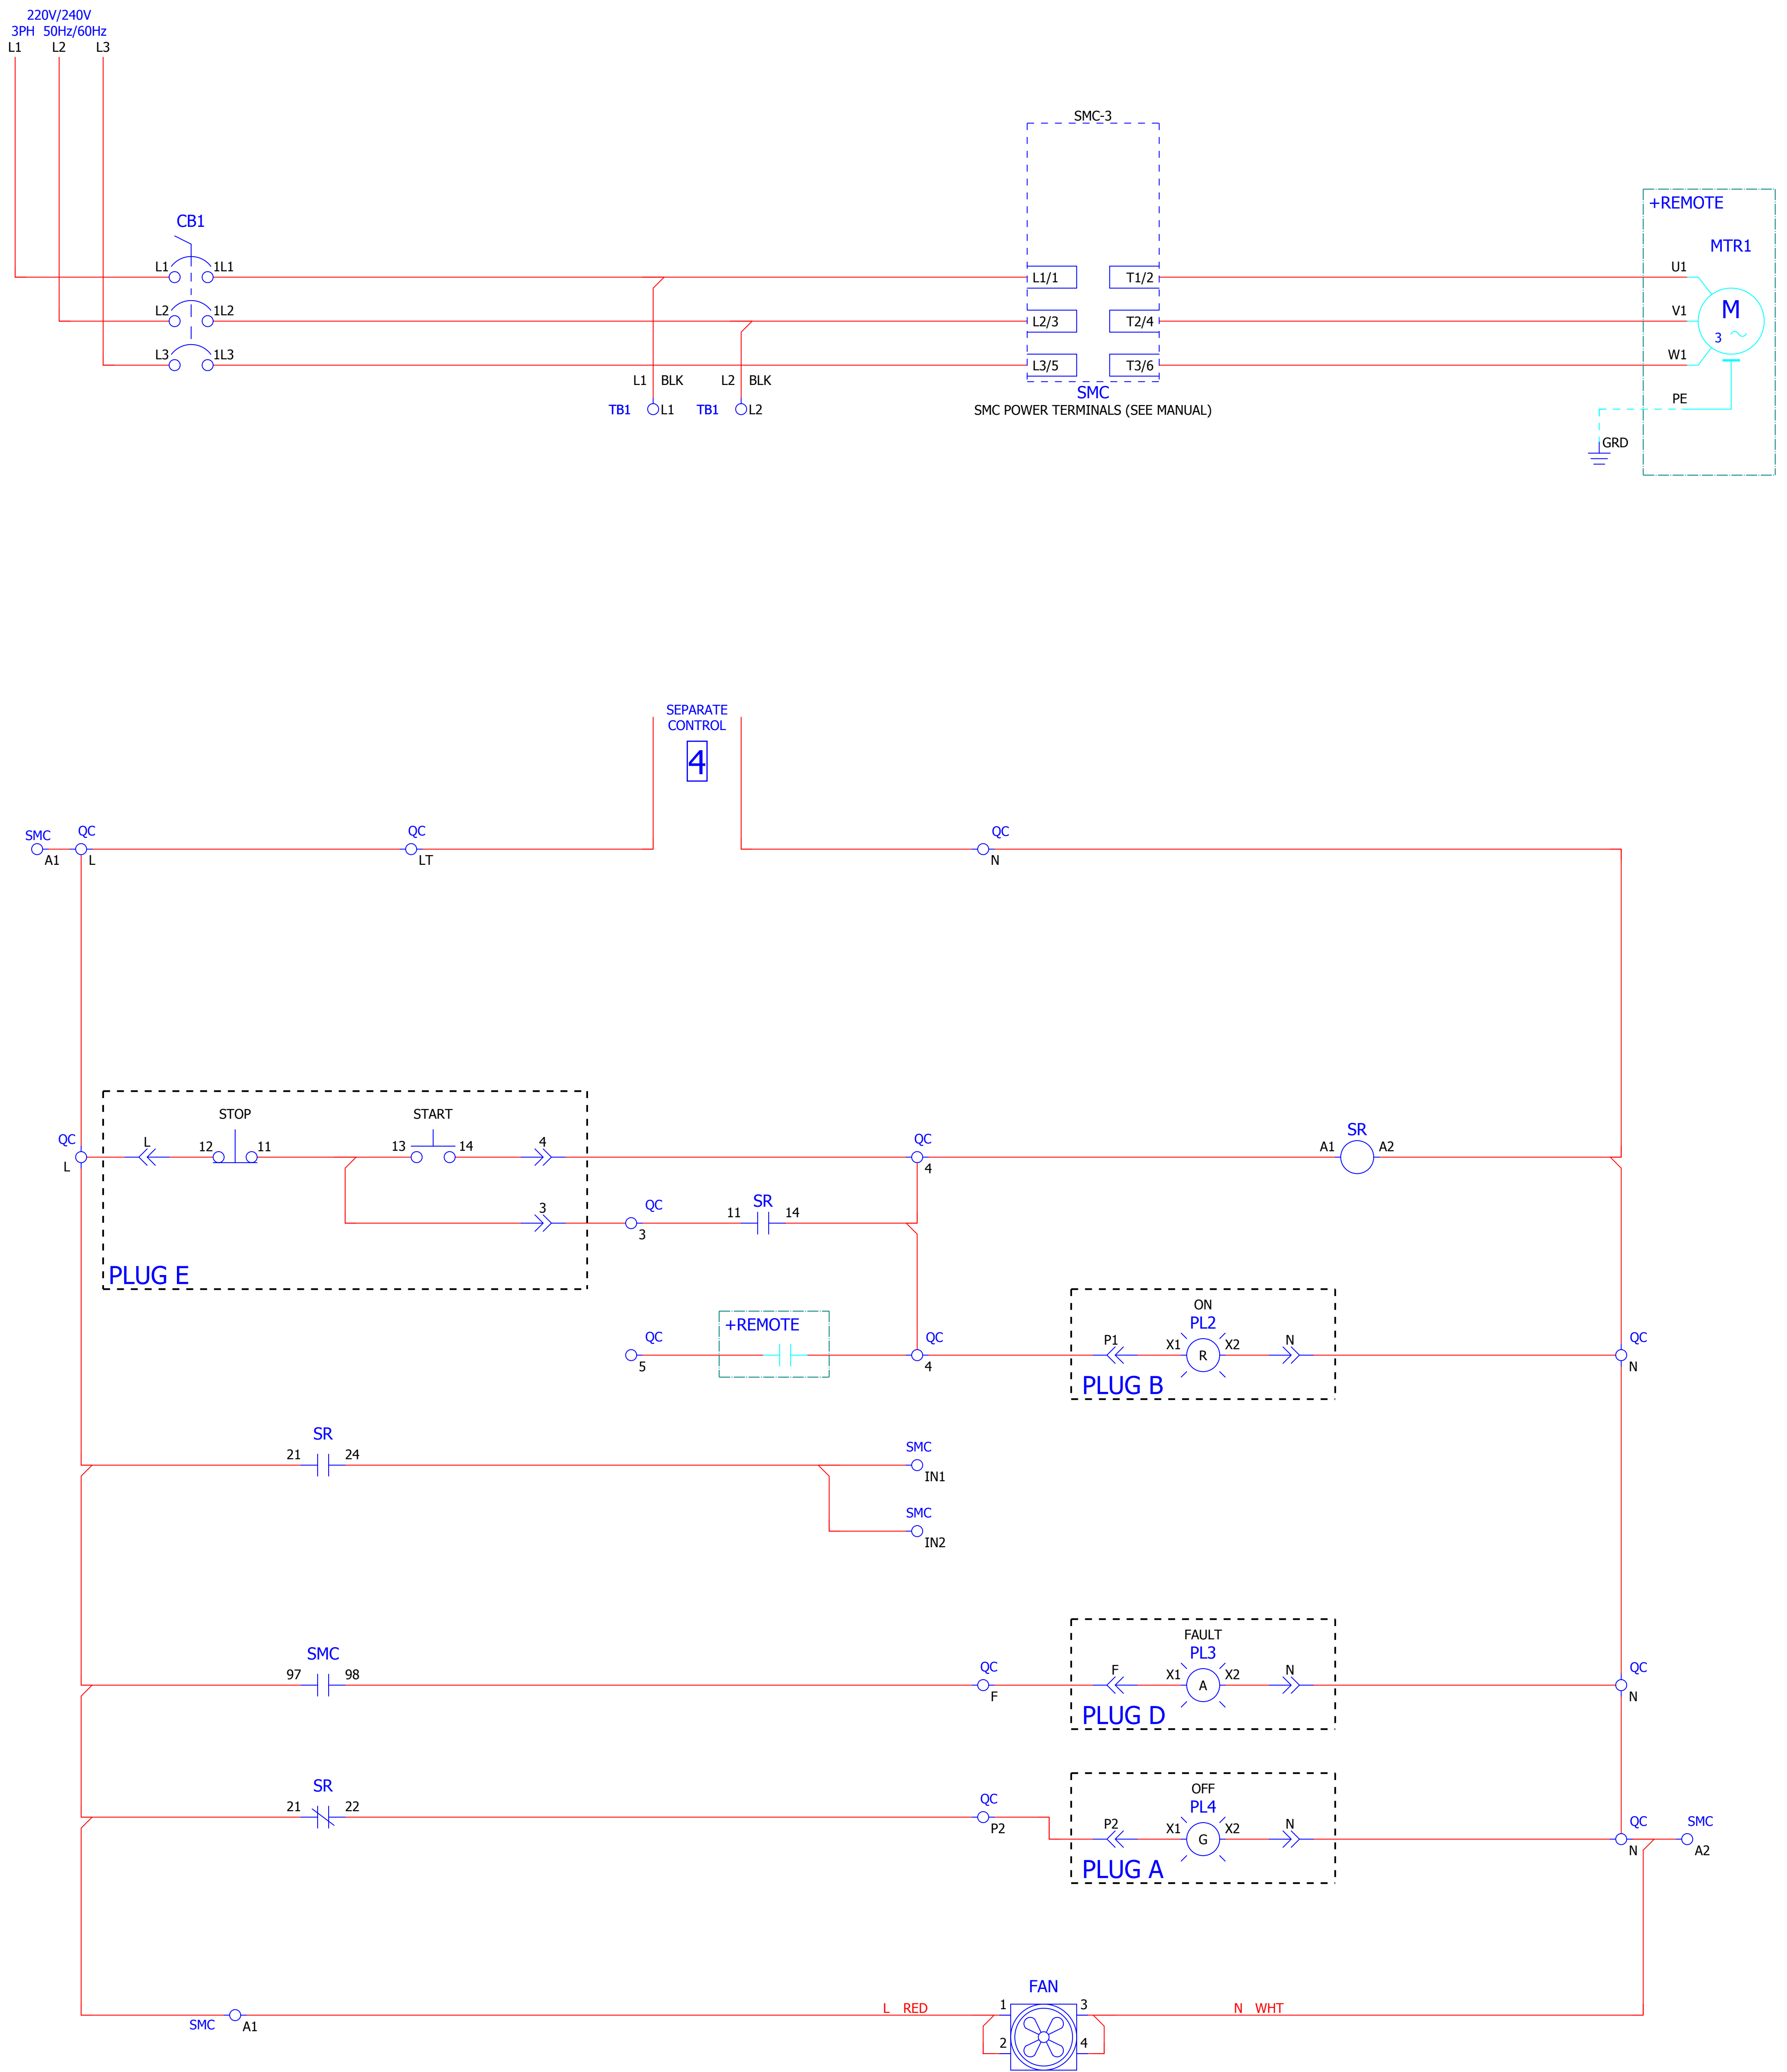 220V/240V
3PH 50Hz/60Hz
L1 L2 L3
SMC-3
+REMOTE
MTR1
CB1
L1 1L1
L1/1 T1/2
U1
L2 1L2
L2/3 T2/4
V1
M
3
L3 1L3
L3/5 T3/6
W1
L1 BLK L2 BLK
TB1 L1 TB1 L2
SMC
SMC POWER TERMINALS (SEE MANUAL)
PE
GRD
SEPARATE
CONTROL
4
SMC QC QC QC
A1 L LT N
STOP START
QC L 12 11 13 14 4 QC A1 SR A2
L 4
3 QC 11 SR 14
3
PLUG E
ON
+REMOTE
PL2
QC QC P1 X1 R X2 N QC
5 4 N
PLUG B
SR
21 24
SMC
IN1
SMC
IN2
FAULT
SMC
PL3
97 98 QC F X1 A X2 N QC
F N
PLUG D
SR
OFF
21 22 QC
PL4
P2 P2 X1 G X2 N QC SMC
N A2
PLUG A
FAN
L RED 1 3 N WHT
SMC A1
2 4